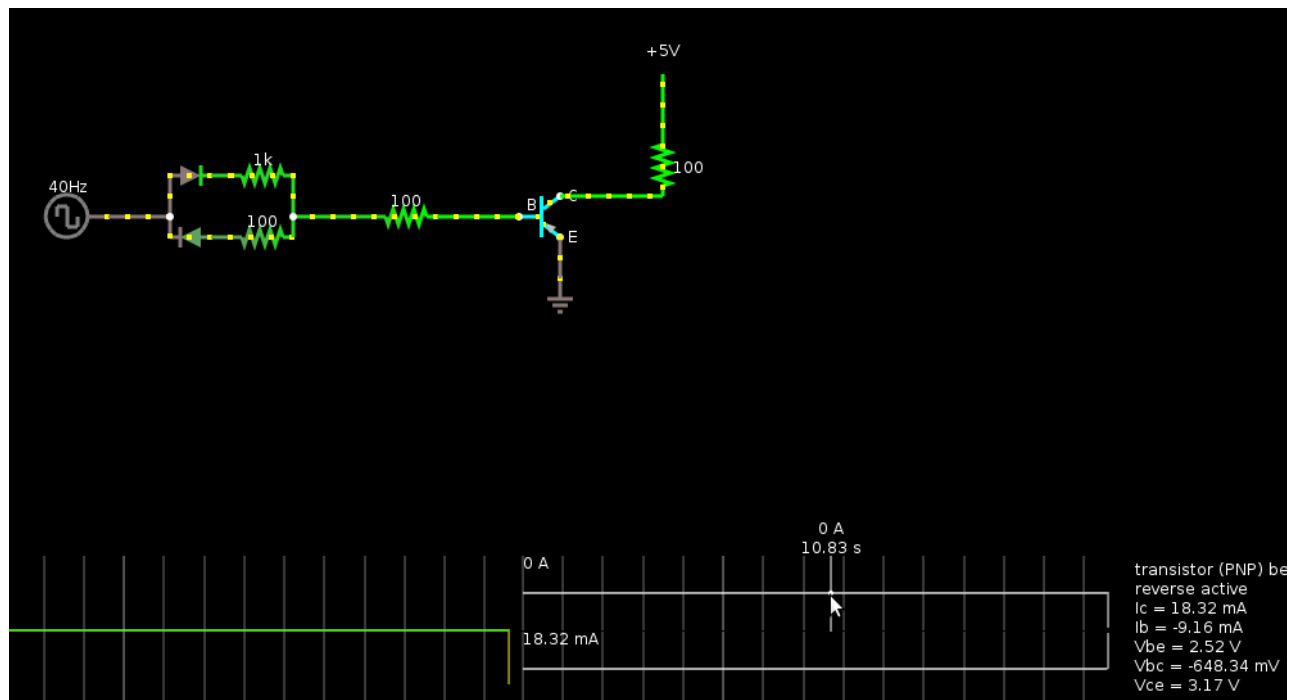 +5V
1k
100
40Hz
100
100
B
C
E
0 A
10.83 s
0 A
18.32 mA
transistor (PNP) be
reverse active
Ic = 18.32 mA
Ib = -9.16 mA
Vbe = 2.52 V
Vbc = -648.34 mV
Vce = 3.17 V